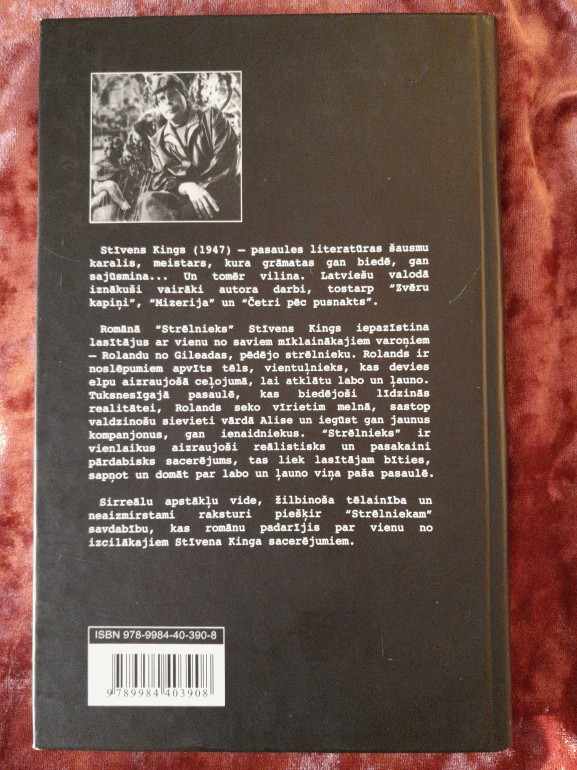 Stīvens Kings (1947) — pasaules literatūras šausmu
karalis, meistars, kura grāmatas gan biedē, gan
sajūsmina... Un tomēr vilina. Latviešu valodā
iznākuši vairāki autora darbi, tostarp "Zvēru
kapiņi", "Mizerija" un "Četri pēc pusnakts".
Romānā "Strēlnieks" Stīvens Kings iepazīstina
lasītājus ar vienu no saviem mīklainākajiem varoņiem
— Rolandu no Gileadas, pēdējo strēlnieku. Rolands ir
noslēpumiem apvīts tēls, vientuļnieks, kas devies
elpu aizraujošā ceļojumā, lai atklātu labo un ļauno.
Tuksnesīgajā pasaulē, kas biedējoši līdzinās
realitātei, Rolands seko vīrietim melnā, sastop
valdzinošu sievieti vārdā Alise un iegūst gan jaunus
kompanjonus, gan ienaidniekus. "Strēlnieks" ir
vienlaikus aizraujoši reālistisks un pasakaini
pārdabisks sacerējums, tas liek lasītājam bīties,
sapņot un domāt par labo un ļauno viņa paša pasaulē.
Sirreālu apstākļu vide, žilbinoša tēlainība un
neaizmirstami raksturi piešķir "Strēlniekam"
savdabību, kas romānu padarījis par vienu no
izcilākajiem Stīvena Kinga sacerējumiem.
ISBN 978-9984-40-390-8
9789984403908